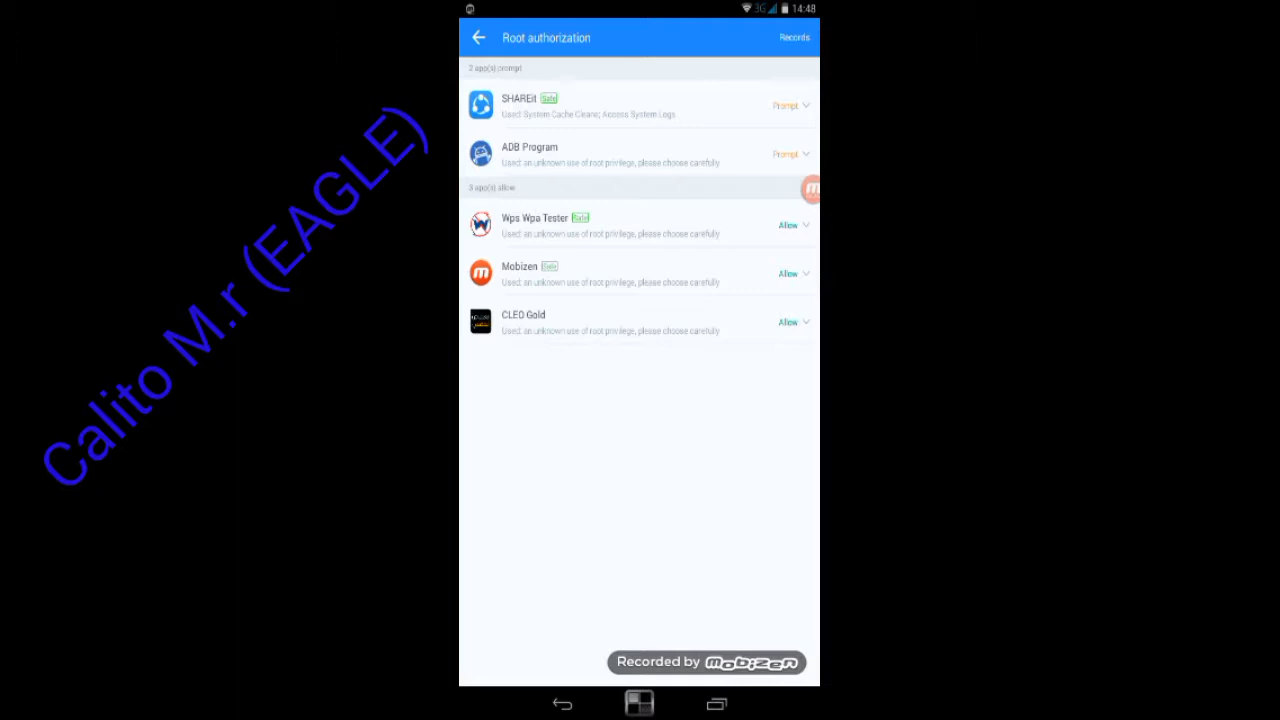 3G 14:48
Root authorization
Records
2 app(s) prompt
SHAREit Safe
Used: System Cache Cleane; Access System Logs
Prompt
ADB Program
Used: an unknown use of root privilege, please choose carefully
Prompt
3 app(s) allow
Wps Wpa Tester Safe
Used: an unknown use of root privilege, please choose carefully
Allow
Mobizen Safe
Used: an unknown use of root privilege, please choose carefully
Allow
CLEO Gold
Used: an unknown use of root privilege, please choose carefully
Allow
Calito M.r (EAGLE)
Recorded by Mobizen